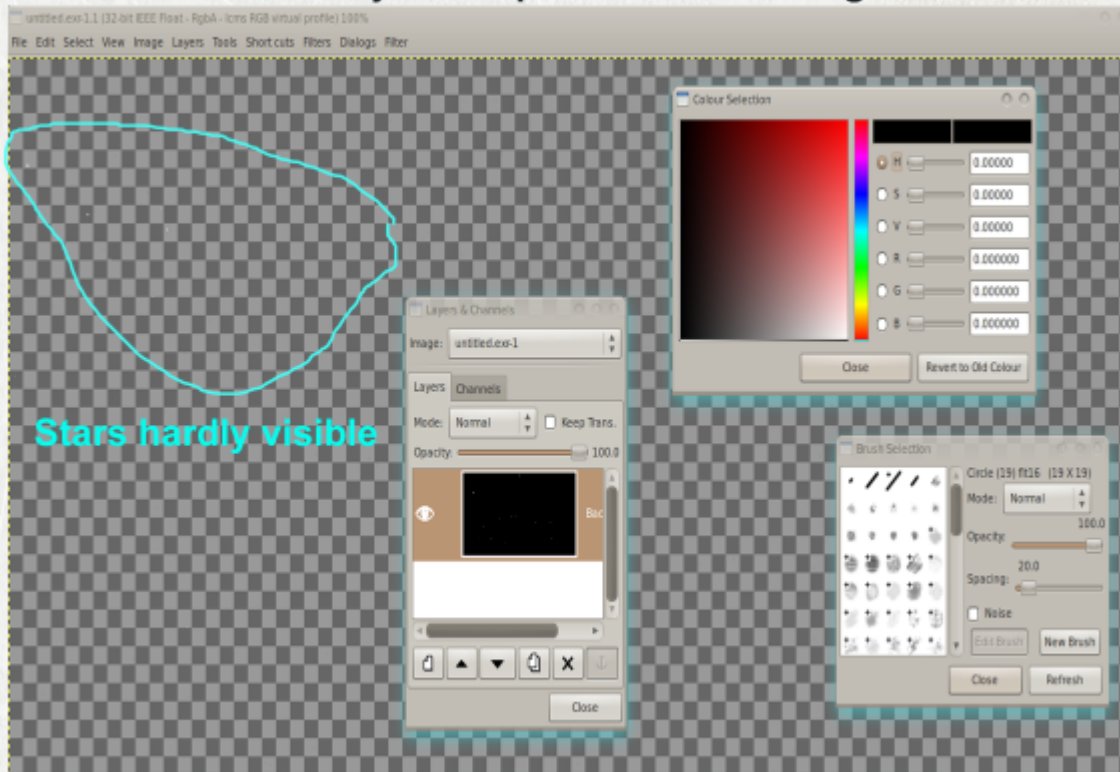 untitled.exr-1.1 (32-bit IEEE Float - RgbA - lcms RGB virtual profile) 100%
File Edit Select View Image Layers Tools Short cuts Filters Dialogs Filter
Colour Selection
H 0.00000
S 0.00000
V 0.00000
R 0.000000
G 0.000000
B 0.000000
Close Revert to Old Colour
Stars hardly visible
Layers & Channels
Image: untitled.exr-1
Layers Channels
Mode: Normal Keep Trans.
Opacity: 100.0
Bac
Close
Brush Selection
Circle (19) flt16 (19 X 19)
Mode: Normal
100.0
Opacity:
20.0
Spacing:
Noise
Edit Brush New Brush
Close Refresh